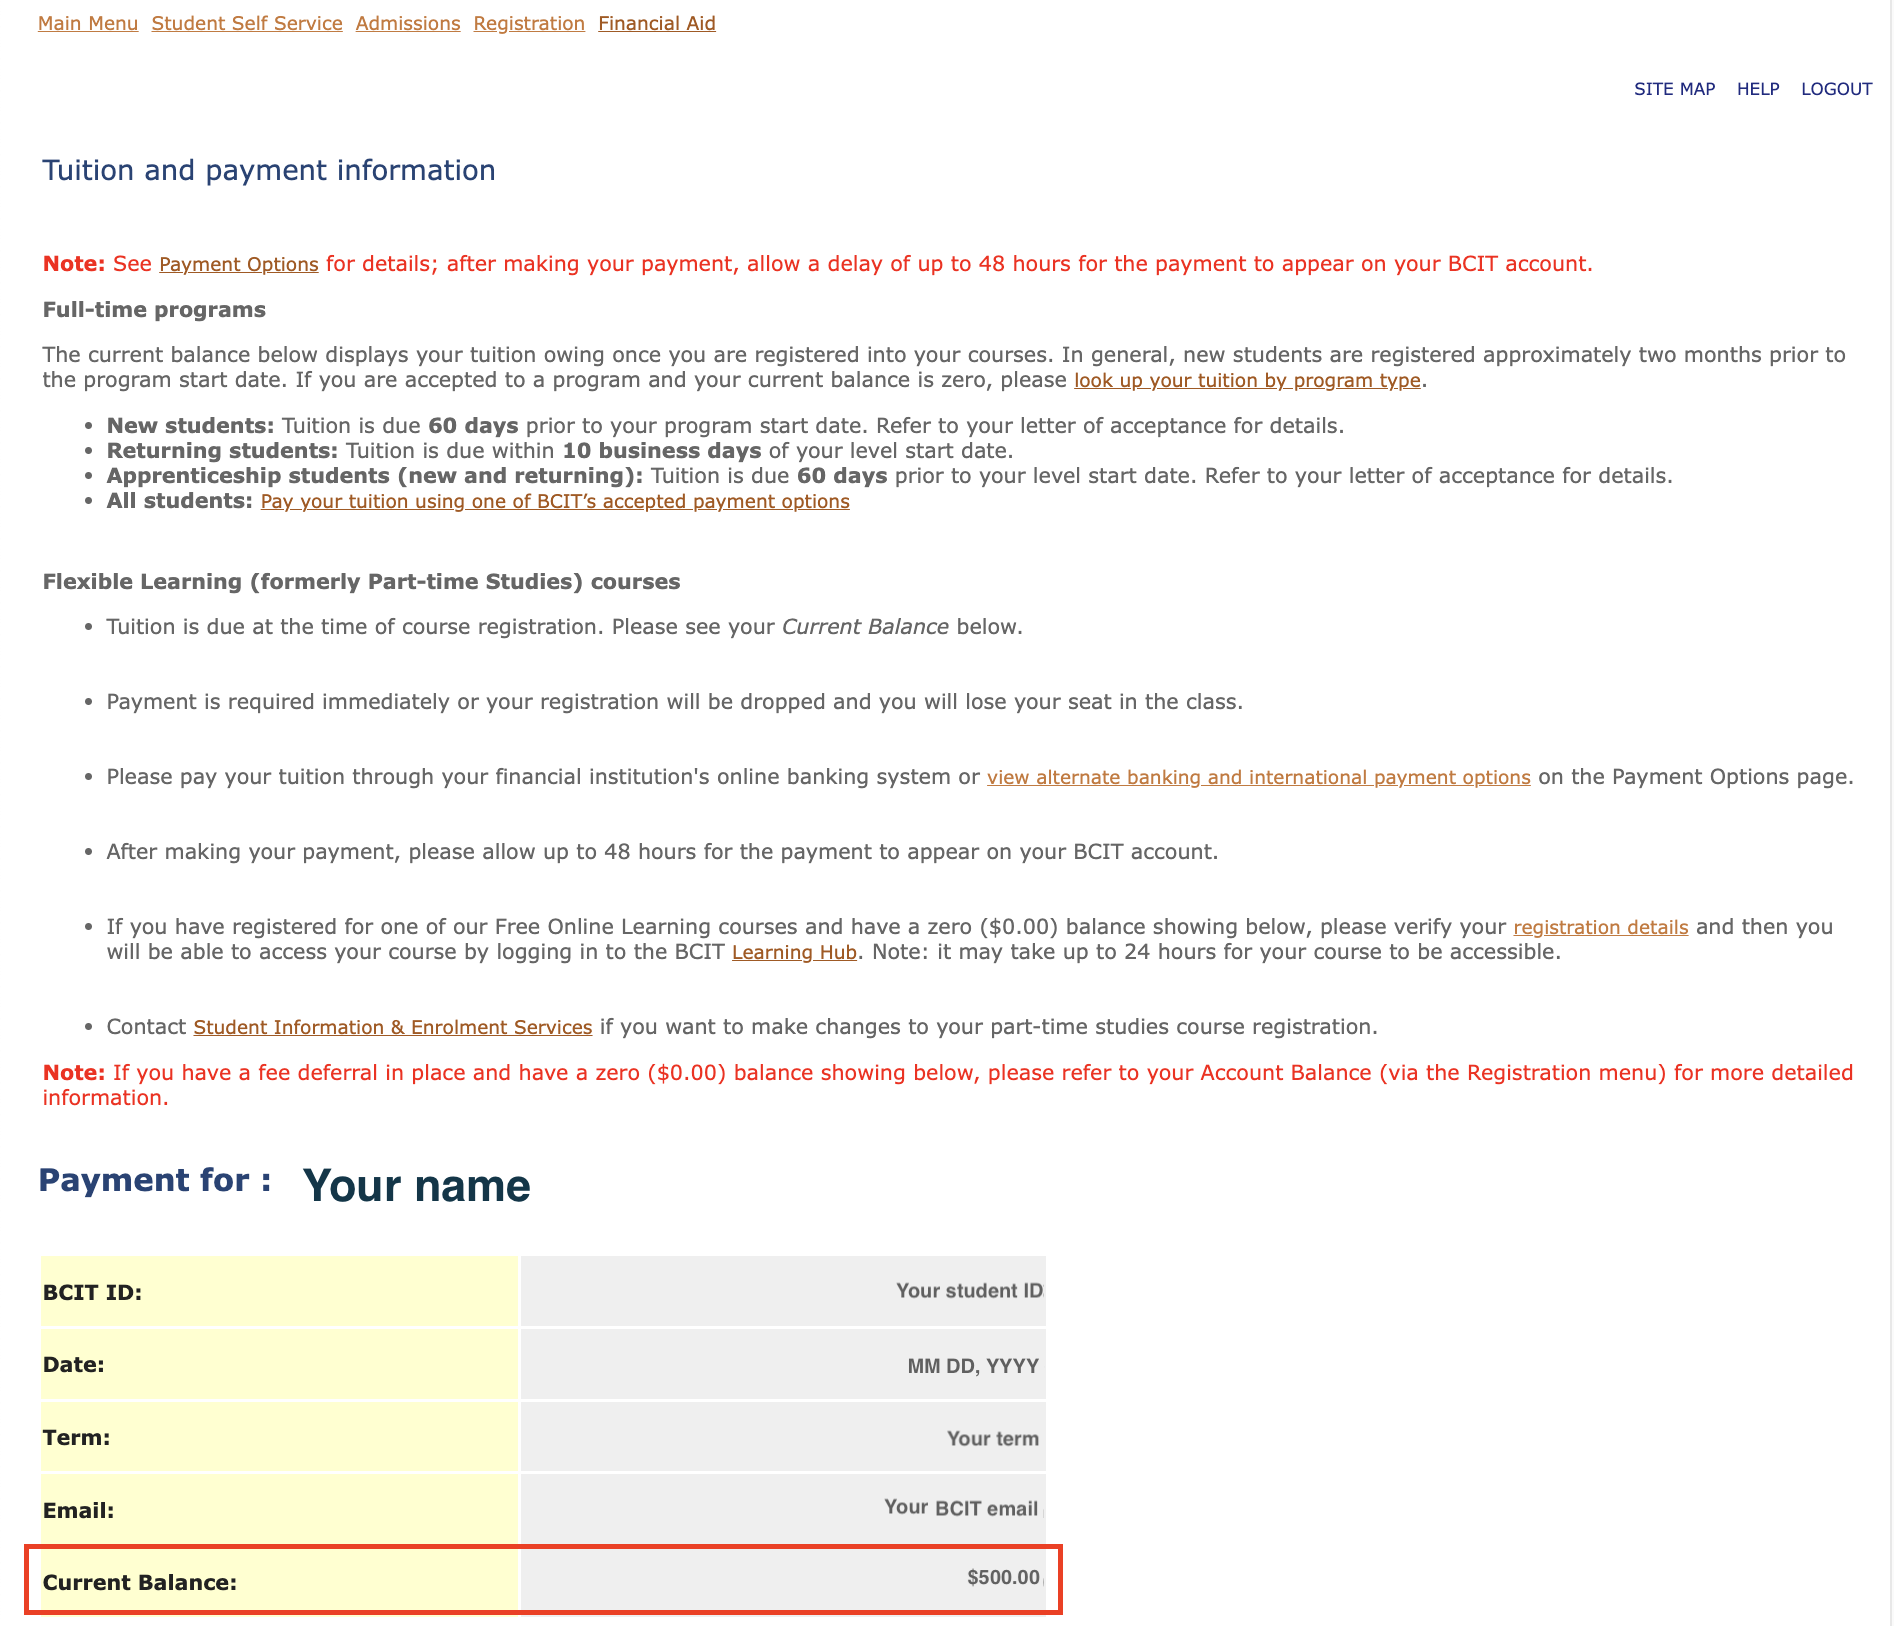 Main Menu Student Self Service Admissions Registration Financial Aid
SITE MAP HELP LOGOUT
Tuition and payment information
Note: See Payment Options for details; after making your payment, allow a delay of up to 48 hours for the payment to appear on your BCIT account.
Full-time programs
The current balance below displays your tuition owing once you are registered into your courses. In general, new students are registered approximately two months prior to
the program start date. If you are accepted to a program and your current balance is zero, please look up your tuition by program type.
• New students: Tuition is due 60 days prior to your program start date. Refer to your letter of acceptance for details.
• Returning students: Tuition is due within 10 business days of your level start date.
• Apprenticeship students (new and returning): Tuition is due 60 days prior to your level start date. Refer to your letter of acceptance for details.
• All students: Pay your tuition using one of BCIT’s accepted payment options
Flexible Learning (formerly Part-time Studies) courses
• Tuition is due at the time of course registration. Please see your Current Balance below.
• Payment is required immediately or your registration will be dropped and you will lose your seat in the class.
• Please pay your tuition through your financial institution's online banking system or view alternate banking and international payment options on the Payment Options page.
• After making your payment, please allow up to 48 hours for the payment to appear on your BCIT account.
• If you have registered for one of our Free Online Learning courses and have a zero ($0.00) balance showing below, please verify your registration details and then you
will be able to access your course by logging in to the BCIT Learning Hub. Note: it may take up to 24 hours for your course to be accessible.
• Contact Student Information & Enrolment Services if you want to make changes to your part-time studies course registration.
Note: If you have a fee deferral in place and have a zero ($0.00) balance showing below, please refer to your Account Balance (via the Registration menu) for more detailed
information.
Payment for : Your name
BCIT ID: Your student ID
Date: MM DD, YYYY
Term: Your term
Email: Your BCIT email
Current Balance: $500.00